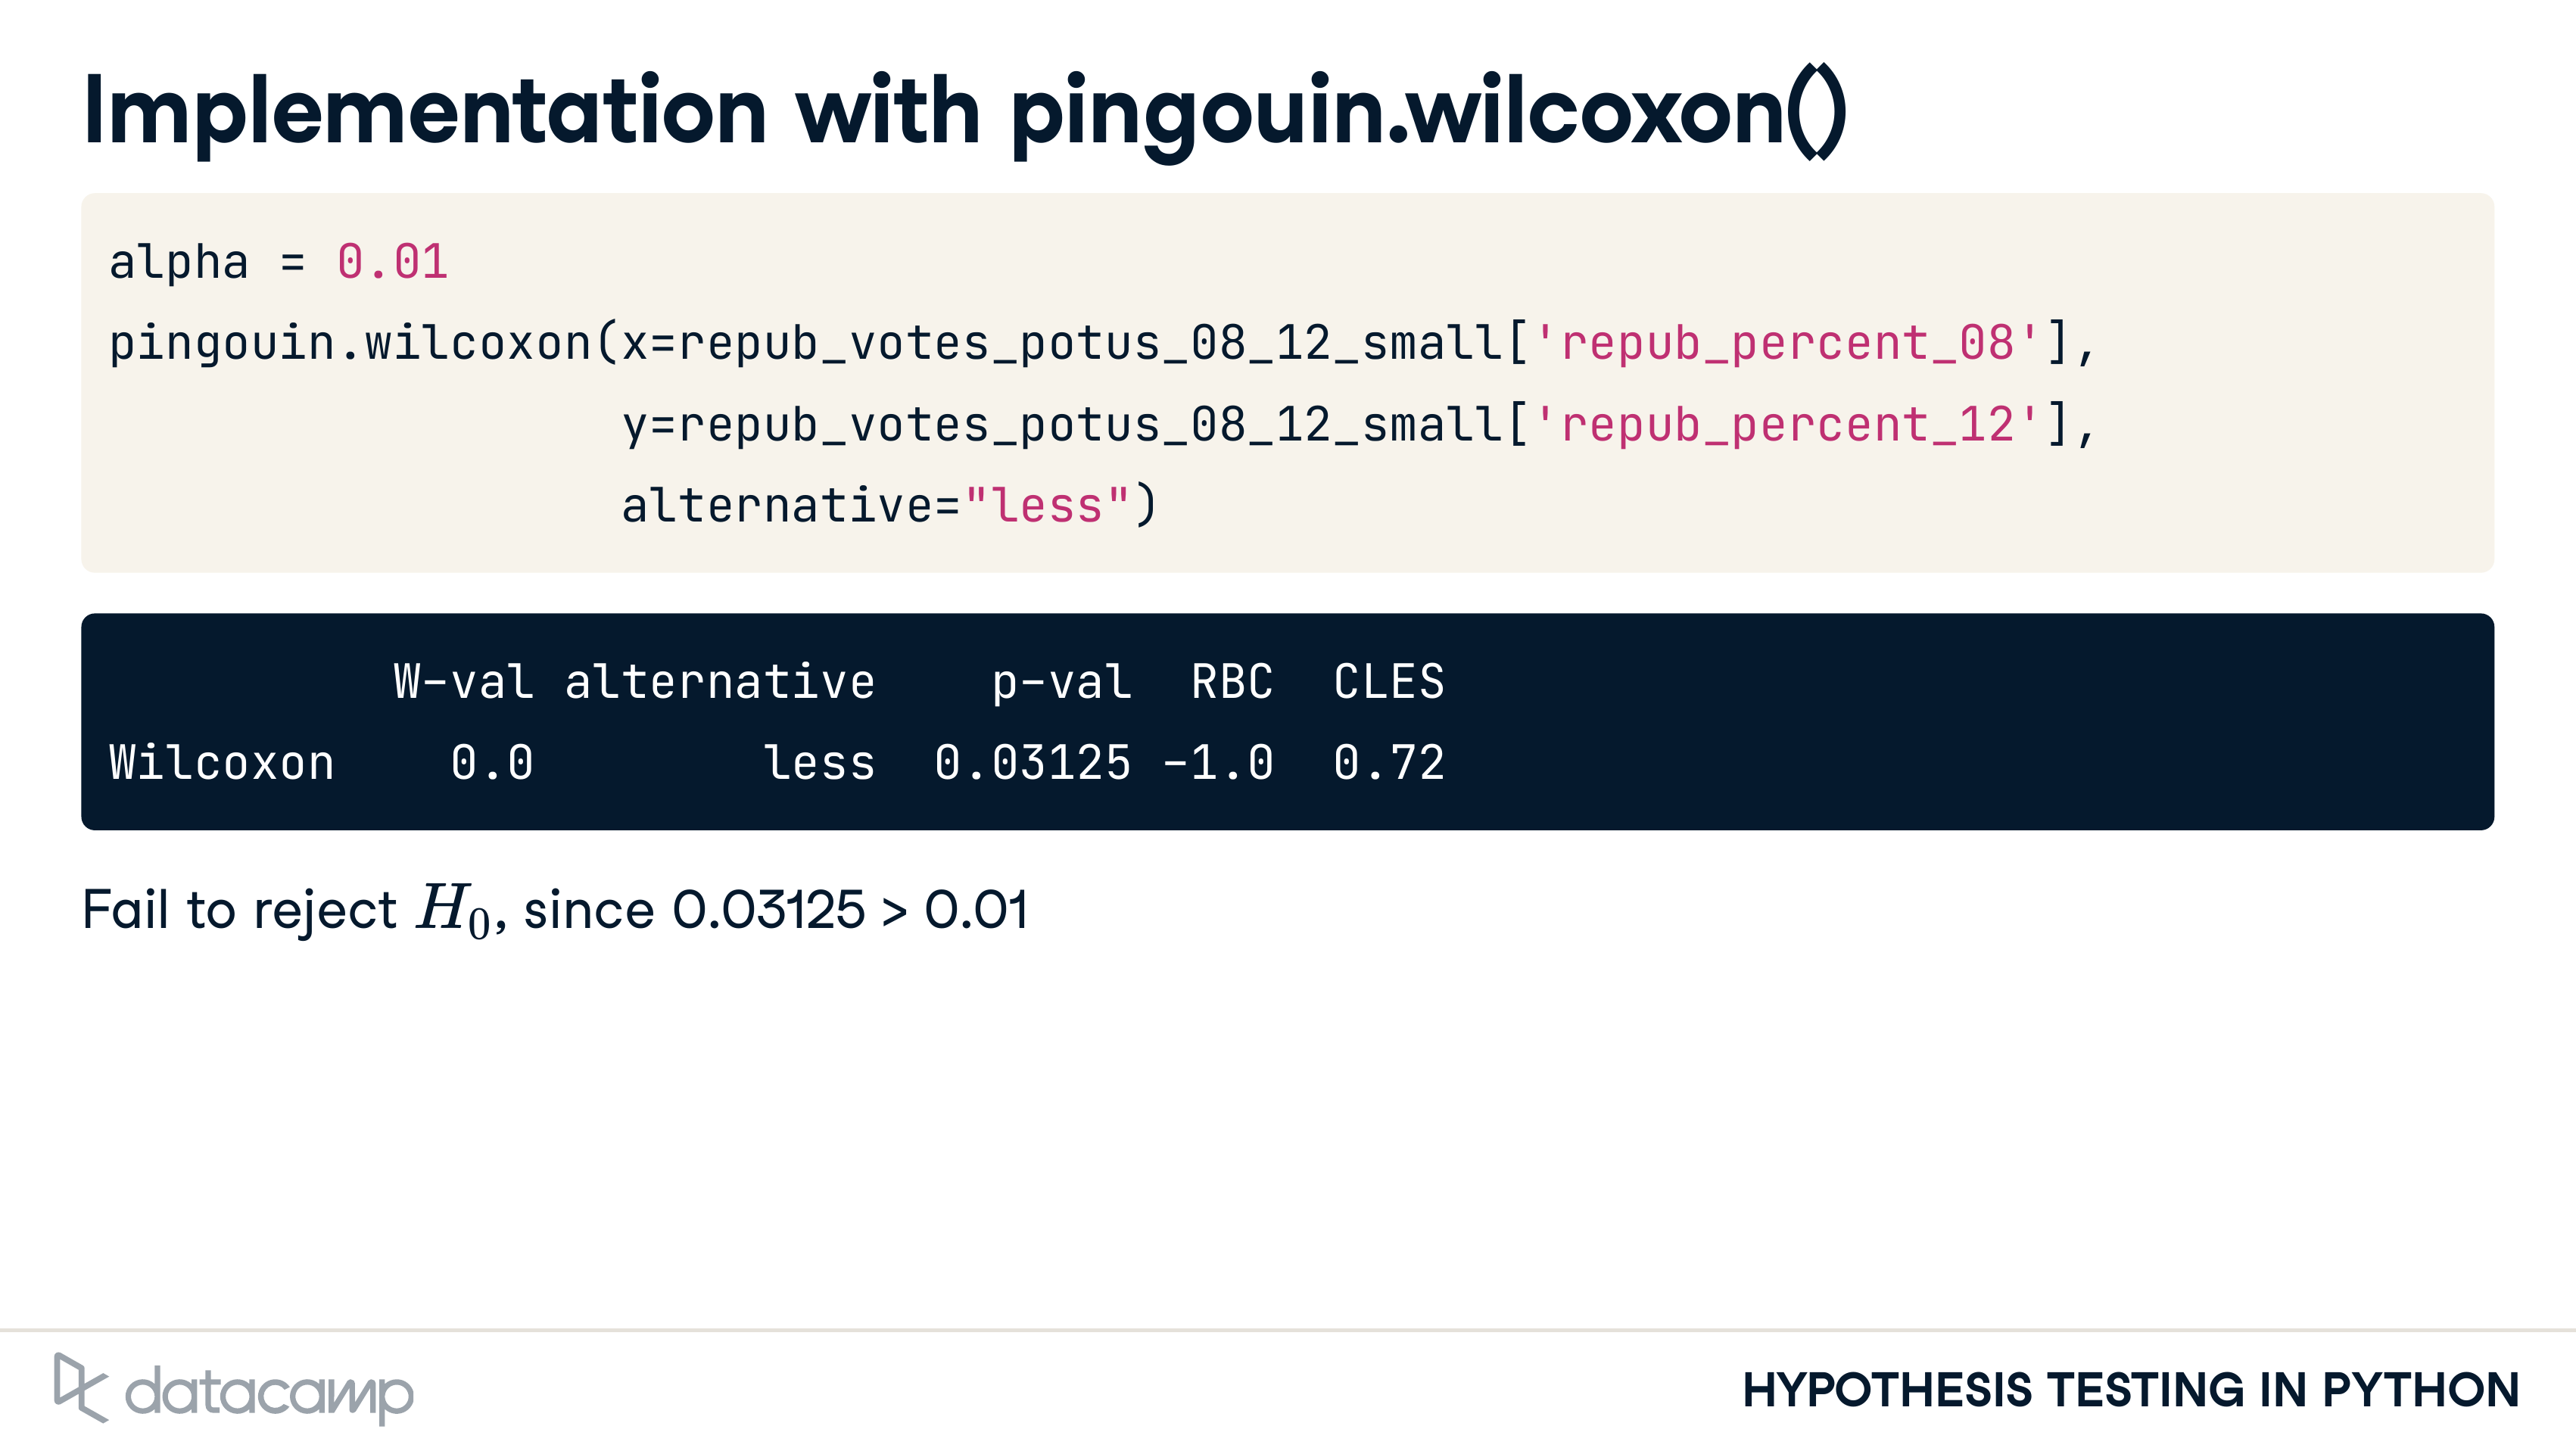 Implementation with pingouin.wilcoxon()
alpha = 0.01
pingouin.wilcoxon(x=repub_votes_potus_08_12_small['repub_percent_08'],
y=repub_votes_potus_08_12_small['repub_percent_12'],
alternative="less")
W-val alternative p-val RBC CLES
Wilcoxon 0.0 less 0.03125 -1.0 0.72
Fail to reject H₀, since 0.03125 > 0.01
datacamp
HYPOTHESIS TESTING IN PYTHON